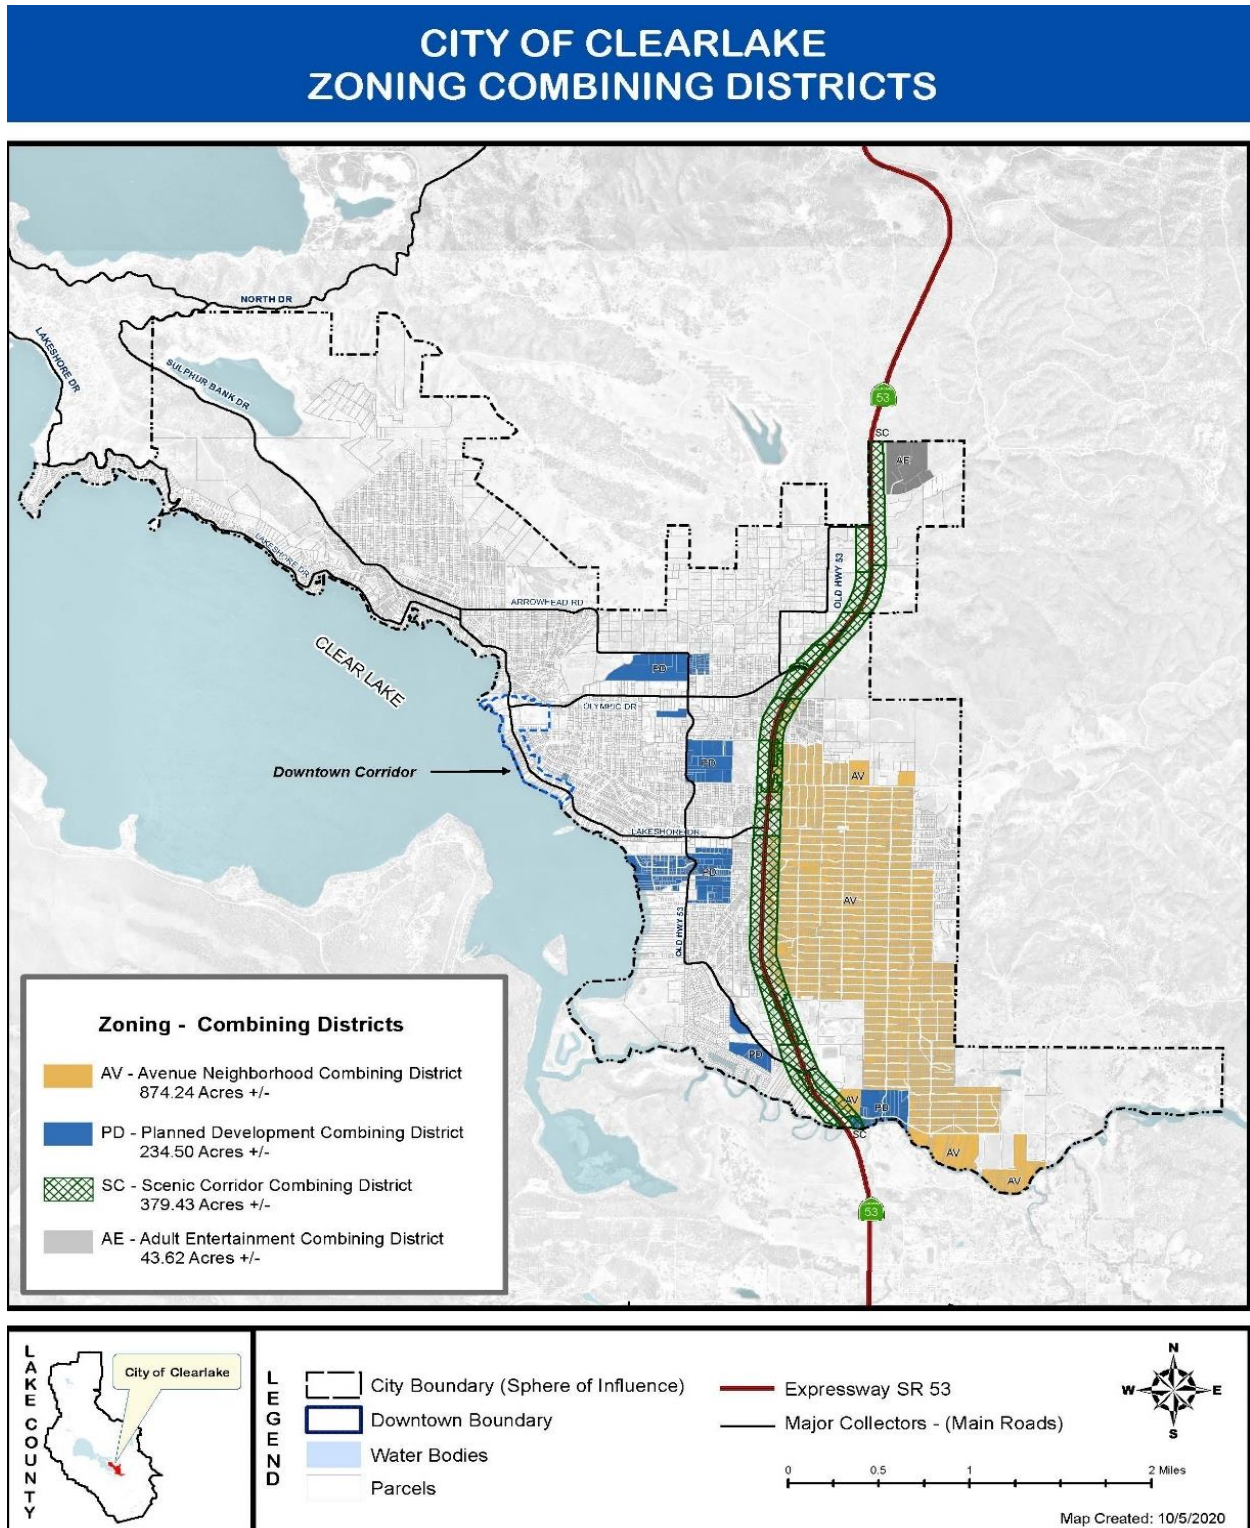 CITY OF CLEARLAKE
ZONING COMBINING DISTRICTS
NORTH DR
LAKESHORE DR
SULPHUR BANK DR
53
SC
AE
LAKESHORE DR
OLD HWY 53
ARROWHEAD RD
CLEAR LAKE
PD
OLYMPIC DR
Downtown Corridor
PD
AV
LAKESHORE DR
PD
AV
OLD HWY 53
PD
AV
PD
SC
AV
AV
53
Zoning - Combining Districts
AV - Avenue Neighborhood Combining District
874.24 Acres +/-
PD - Planned Development Combining District
234.50 Acres +/-
SC - Scenic Corridor Combining District
379.43 Acres +/-
AE - Adult Entertainment Combining District
43.62 Acres +/-
LAKE COUNTY
City of Clearlake
LEGEND
City Boundary (Sphere of Influence)
Downtown Boundary
Water Bodies
Parcels
Expressway SR 53
Major Collectors - (Main Roads)
N
W
E
S
0 0.5 1 2 Miles
Map Created: 10/5/2020